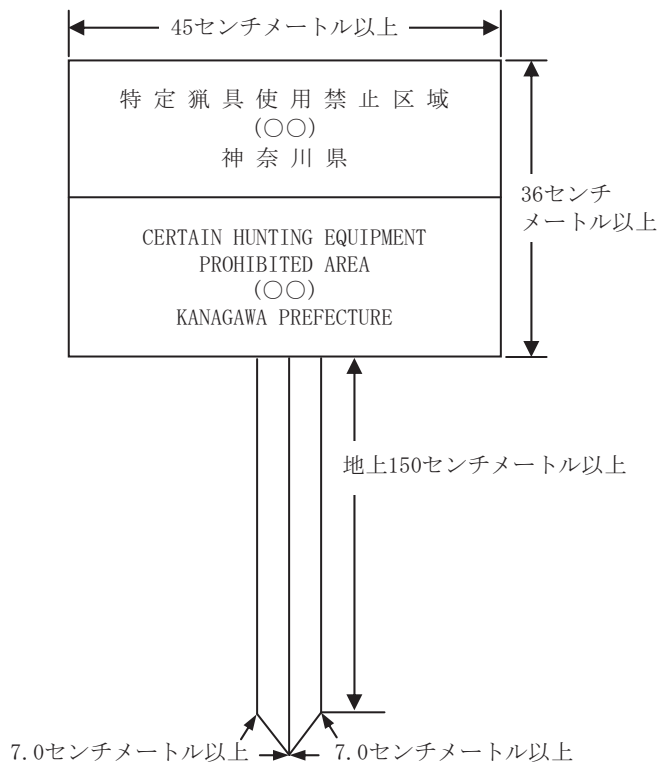 45センチメートル以上
特定猟具使用禁止区域
(○○)
神奈川県
36センチ
メートル以上
CERTAIN HUNTING EQUIPMENT
PROHIBITED AREA
(○○)
KANAGAWA PREFECTURE
地上150センチメートル以上
7.0センチメートル以上
7.0センチメートル以上